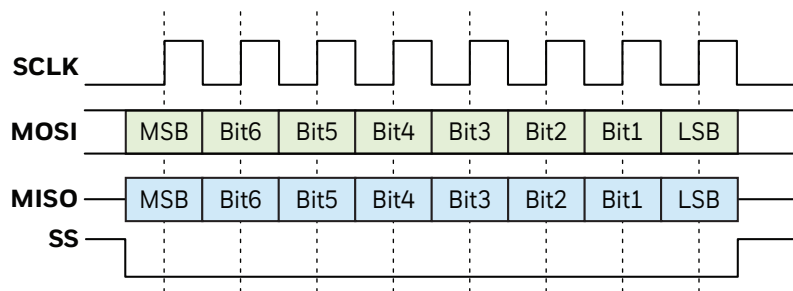 SCLK
MOSI MSB Bit6 Bit5 Bit4 Bit3 Bit2 Bit1 LSB
MISO MSB Bit6 Bit5 Bit4 Bit3 Bit2 Bit1 LSB
SS